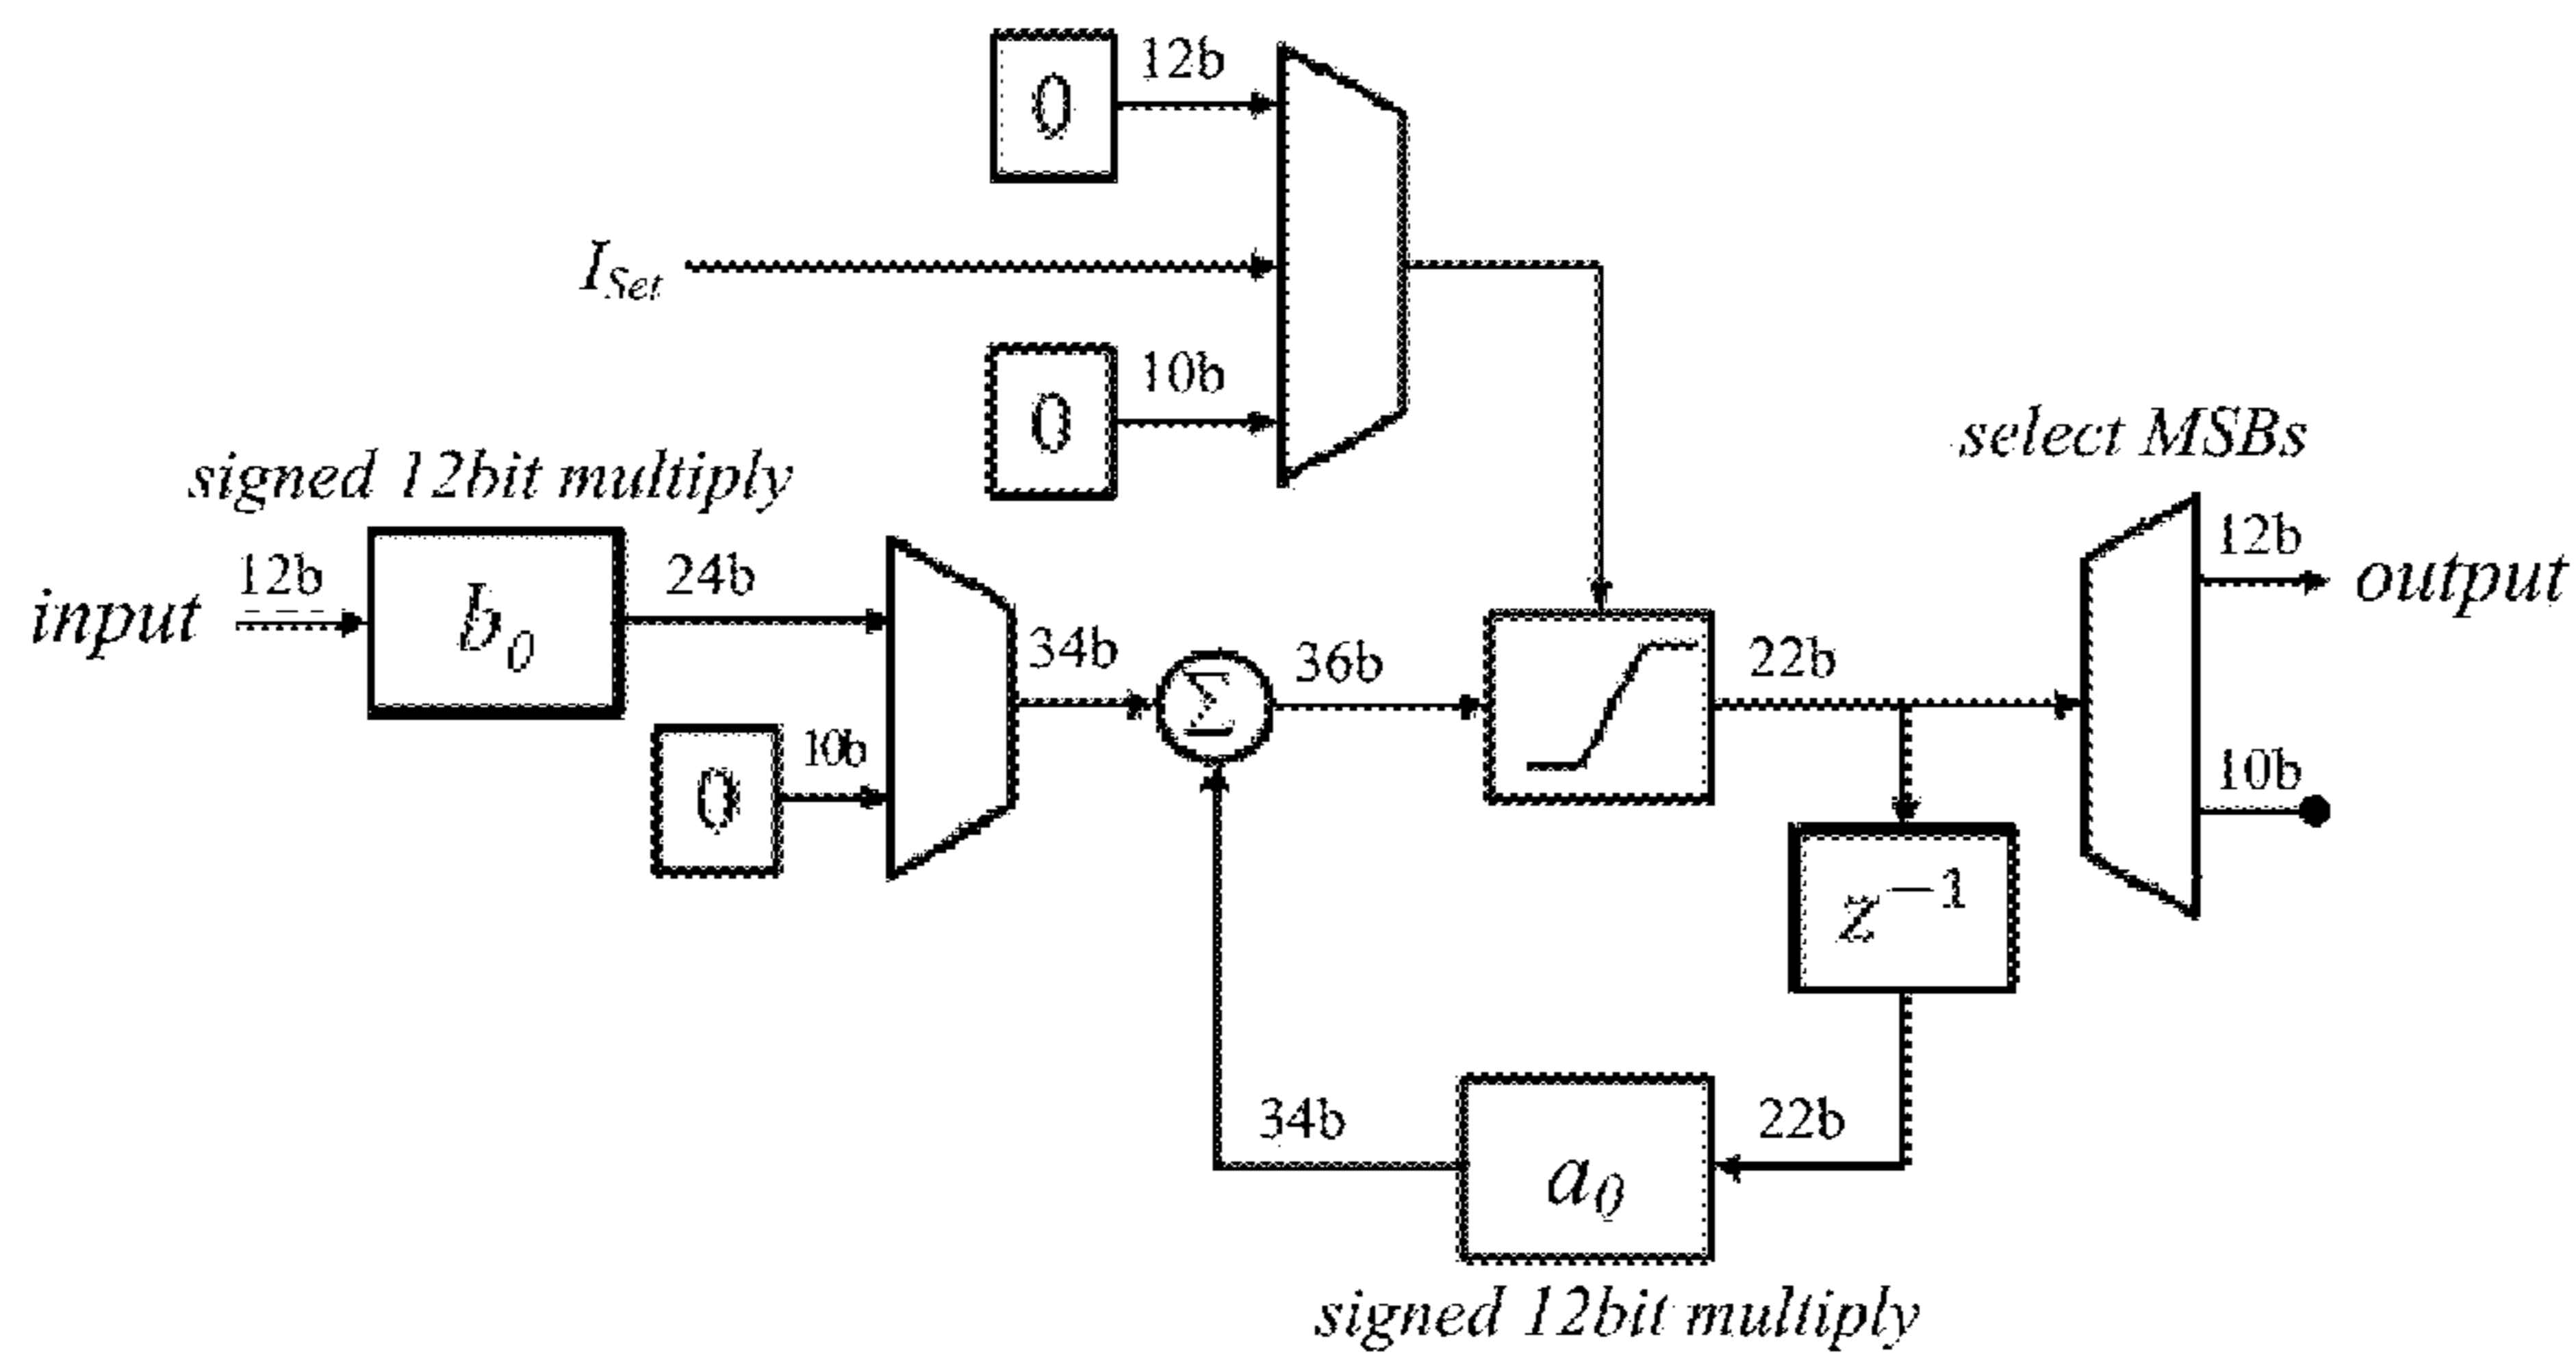 0
12b
I_Set
0
10b
signed 12bit multiply
select MSBs
input
12b
b_0
24b
0
10b
34b
Σ
36b
22b
12b
output
10b
z^{-1}
34b
a_0
22b
signed 12bit multiply